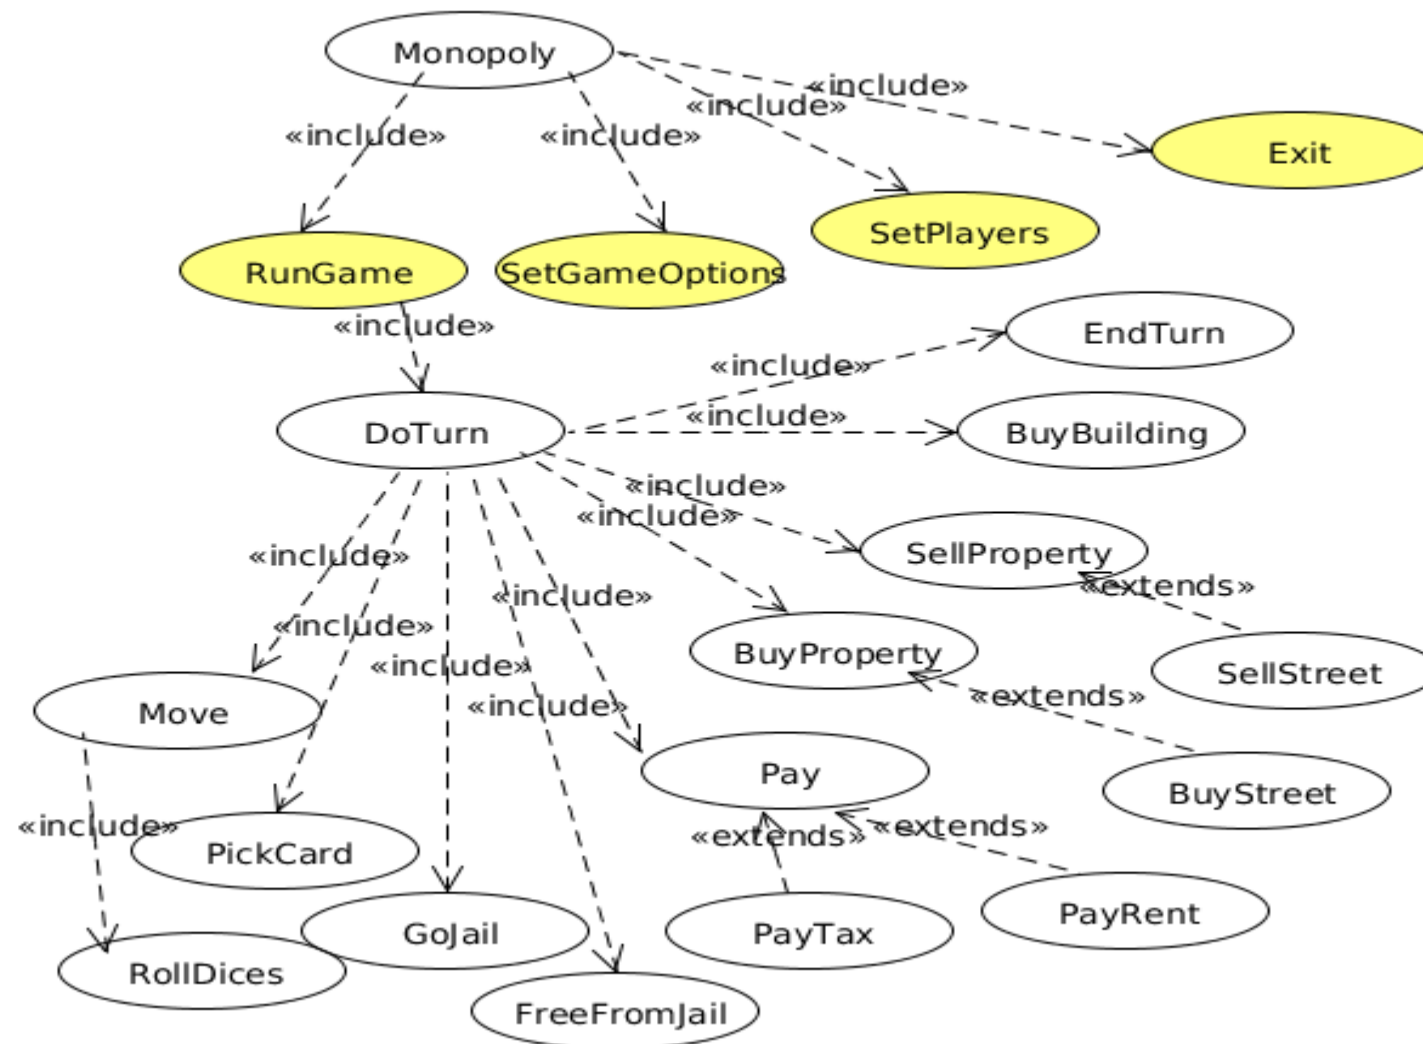 Monopoly
«include»
«include»
«include»
«include»
Exit
SetPlayers
RunGame
SetGameOptions
«include»
EndTurn
«include»
«include»
DoTurn
BuyBuilding
«include»
«include»
SellProperty
«include»
«extends»
«include»
«include»
BuyProperty
SellStreet
«include»
«extends»
«include»
Move
Pay
BuyStreet
«include»
«extends»
«extends»
PickCard
PayRent
GoJail
PayTax
RollDices
FreeFromJail